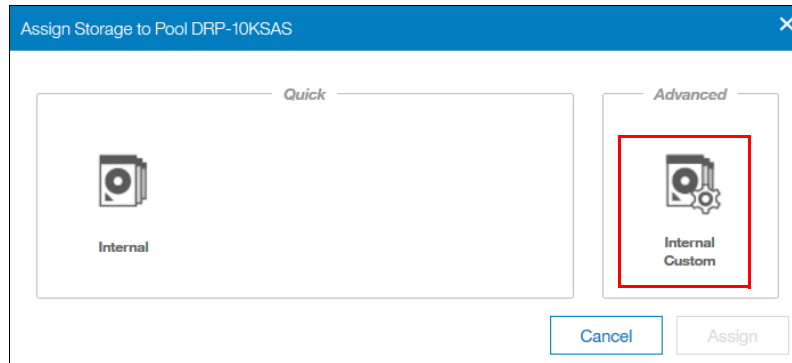 Assign Storage to Pool DRP-10KSAS
Quick
Advanced
Internal
Internal
Custom
Cancel
Assign